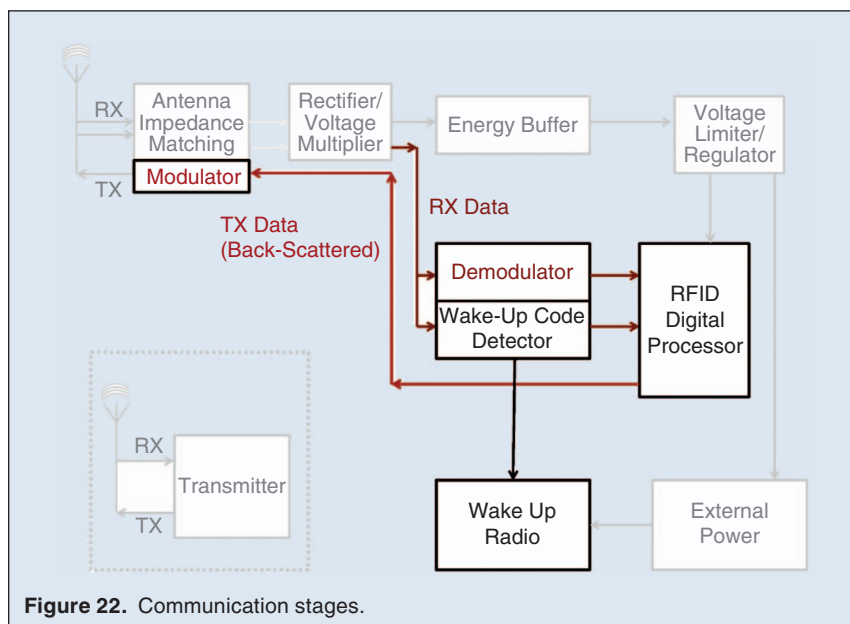 RX
Antenna
Impedance
Matching
Rectifier/
Voltage
Multiplier
Energy Buffer
Voltage
Limiter/
Regulator
TX
Modulator
TX Data
(Back-Scattered)
RX Data
Demodulator
Wake-Up Code
Detector
RFID
Digital
Processor
RX
Transmitter
TX
Wake Up
Radio
External
Power
Figure 22. Communication stages.